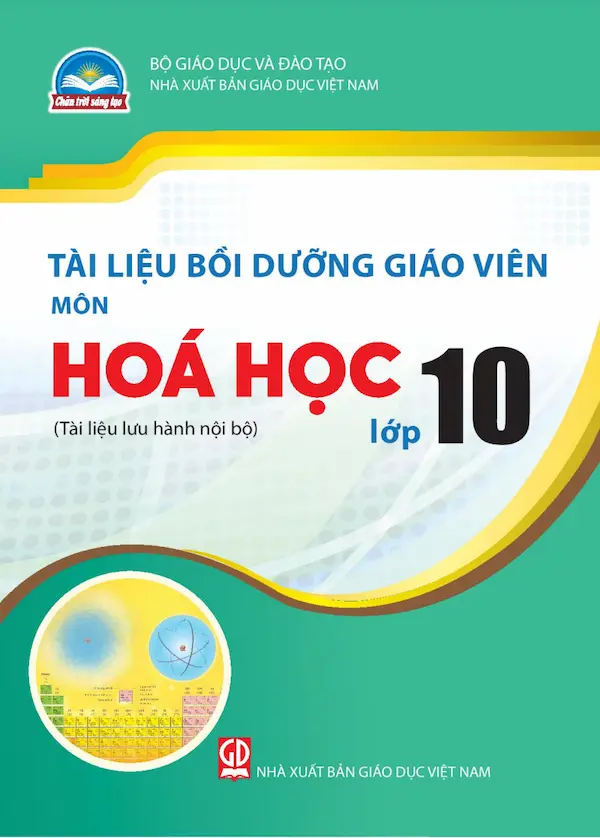 BỘ GIÁO DỤC VÀ ĐÀO TẠO
NHÀ XUẤT BẢN GIÁO DỤC VIỆT NAM
Chân trời sáng tạo
TÀI LIỆU BỒI DƯỠNG GIÁO VIÊN
MÔN
HOÁ HỌC
lớp 10
(Tài liệu lưu hành nội bộ)
GD
NHÀ XUẤT BẢN GIÁO DỤC VIỆT NAM